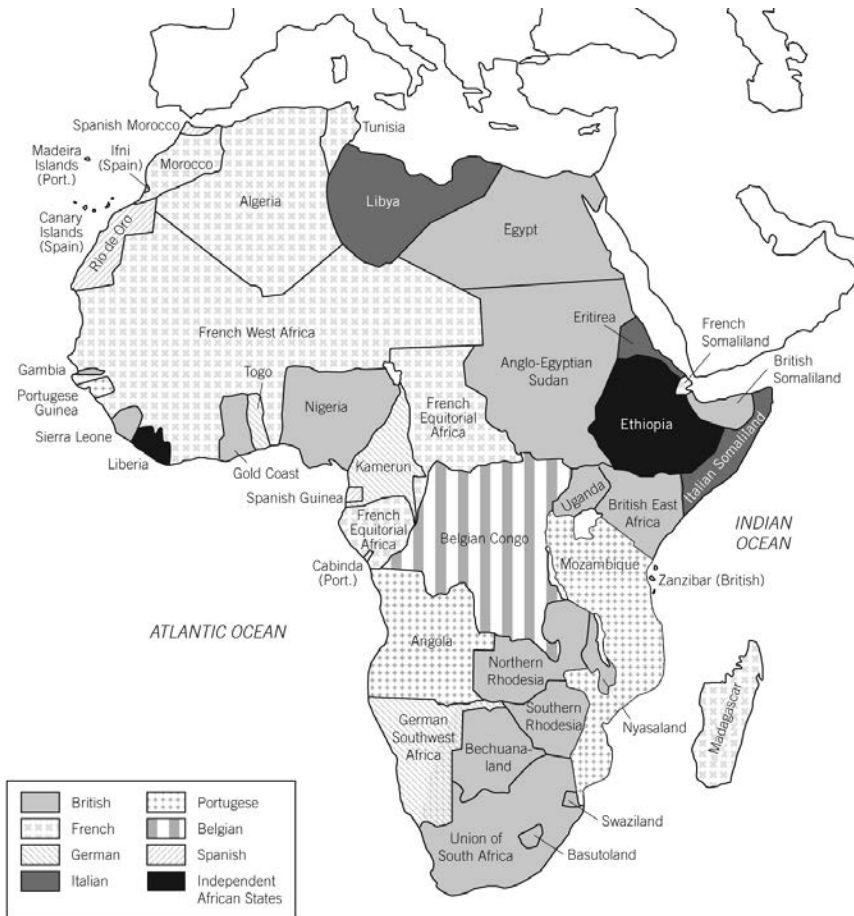 Spanish Morocco
Tunisia
Madeira
Islands
(Port.)
Ifni
(Spain)
Morocco
Algeria
Libya
Egypt
Canary
Islands
(Spain)
Rio de Oro
French West Africa
Eritirea
French
Somaliland
Anglo-Egyptian
Sudan
British
Somaliland
Gambia
Togo
Portugese
Guinea
Nigeria
French
Equitorial
Africa
Ethiopia
Sierra Leone
Liberia
Gold Coast
Kamerun
Italian Somaliland
Spanish Guinea
Uganda
British East
Africa
INDIAN
OCEAN
French
Equitorial
Africa
Belgian Congo
Mozambique
Cabinda
(Port.)
Zanzibar (British)
ATLANTIC OCEAN
Angola
Northern
Rhodesia
Southern
Rhodesia
Nyasaland
Madagascar
German
Southwest
Africa
Bechuana-
land
Swaziland
Union of
South Africa
Basutoland
British
Portugese
French
Belgian
German
Spanish
Italian
Independent
African States